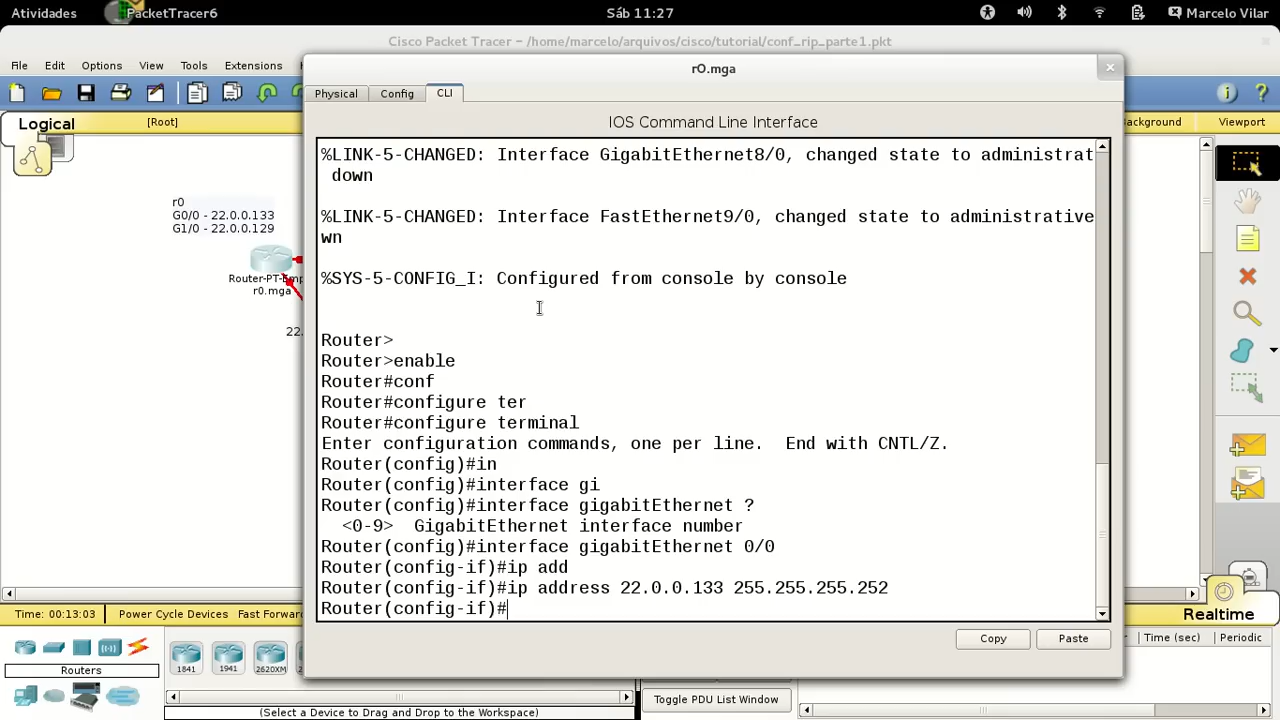 Atividades
PacketTracer6
Sáb 11:27
Marcelo Vilar
Cisco Packet Tracer - /home/marcelo/arquivos/cisco/tutorial/conf_rip_parte1.pkt
File Edit Options View Tools Extensions
r0.mga
Physical Config CLI
Logical
[Root]
Background
Viewport
IOS Command Line Interface
%LINK-5-CHANGED: Interface GigabitEthernet8/0, changed state to administrat
down
%LINK-5-CHANGED: Interface FastEthernet9/0, changed state to administrative
wn
%SYS-5-CONFIG_I: Configured from console by console
Router>
Router>enable
Router#conf
Router#configure ter
Router#configure terminal
Enter configuration commands, one per line.  End with CNTL/Z.
Router(config)#in
Router(config)#interface gi
Router(config)#interface gigabitEthernet ?
<0-9>  GigabitEthernet interface number
Router(config)#interface gigabitEthernet 0/0
Router(config-if)#ip add
Router(config-if)#ip address 22.0.0.133 255.255.255.252
Router(config-if)#
Copy
Paste
r0
G0/0 - 22.0.0.133
G1/0 - 22.0.0.129
Router-PT-Emp
r0.mga
22.
Time: 00:13:03
Power Cycle Devices
Fast Forwar
Realtime
Routers
1841
1941
2620XM
2
(Select a Device to Drag and Drop to the Workspace)
Toggle PDU List Window
r
Time (sec)
Periodic